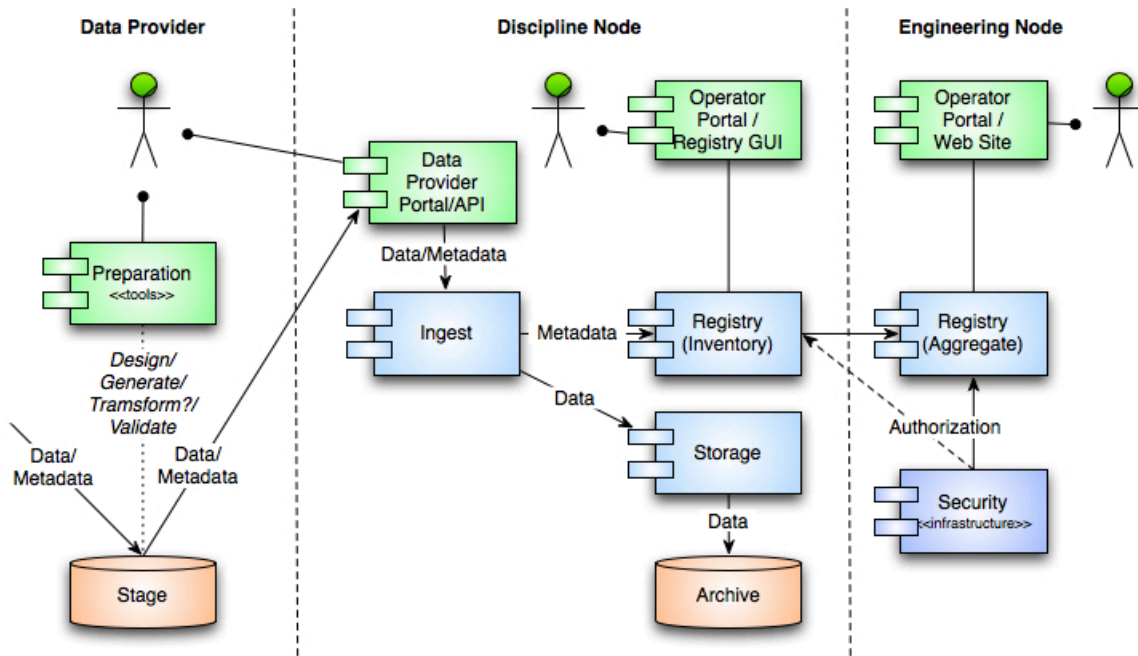 Data Provider
Discipline Node
Engineering Node
Operator
Portal /
Registry GUI
Operator
Portal /
Web Site
Data
Provider
Portal/API
Preparation
<<tools>>
Data/Metadata
Ingest
Metadata
Registry
(Inventory)
Registry
(Aggregate)
Design/
Generate/
Tramsform?/
Validate
Data
Authorization
Data/
Metadata
Data/
Metadata
Storage
Security
<<infrastructure>>
Data
Stage
Archive